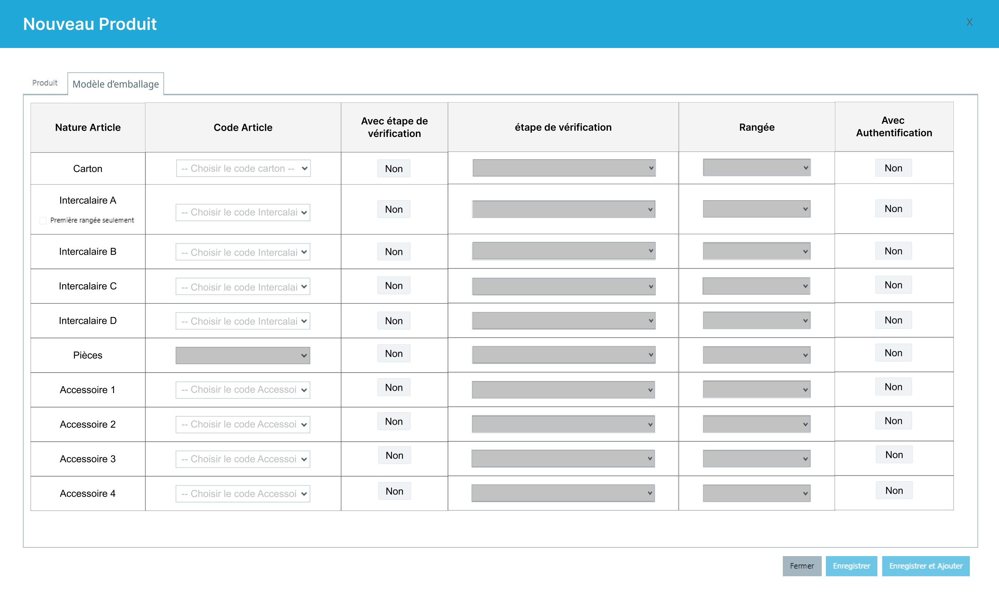 Nouveau Produit
X
Produit
Modèle d’emballage
Nature Article
Code Article
Avec étape de
vérification
étape de vérification
Rangée
Avec
Authentification
Carton
-- Choisir le code carton --
Non
Non
Intercalaire A
Première rangée seulement
-- Choisir le code Intercalai
Non
Non
Intercalaire B
-- Choisir le code Intercalai
Non
Non
Intercalaire C
-- Choisir le code Intercalai
Non
Non
Intercalaire D
-- Choisir le code Intercalai
Non
Non
Pièces
Non
Non
Accessoire 1
-- Choisir le code Accessoi
Non
Non
Accessoire 2
-- Choisir le code Accessoi
Non
Non
Accessoire 3
-- Choisir le code Accessoi
Non
Non
Accessoire 4
-- Choisir le code Accessoi
Non
Non
Fermer
Enregistrer
Enregistrer et Ajouter